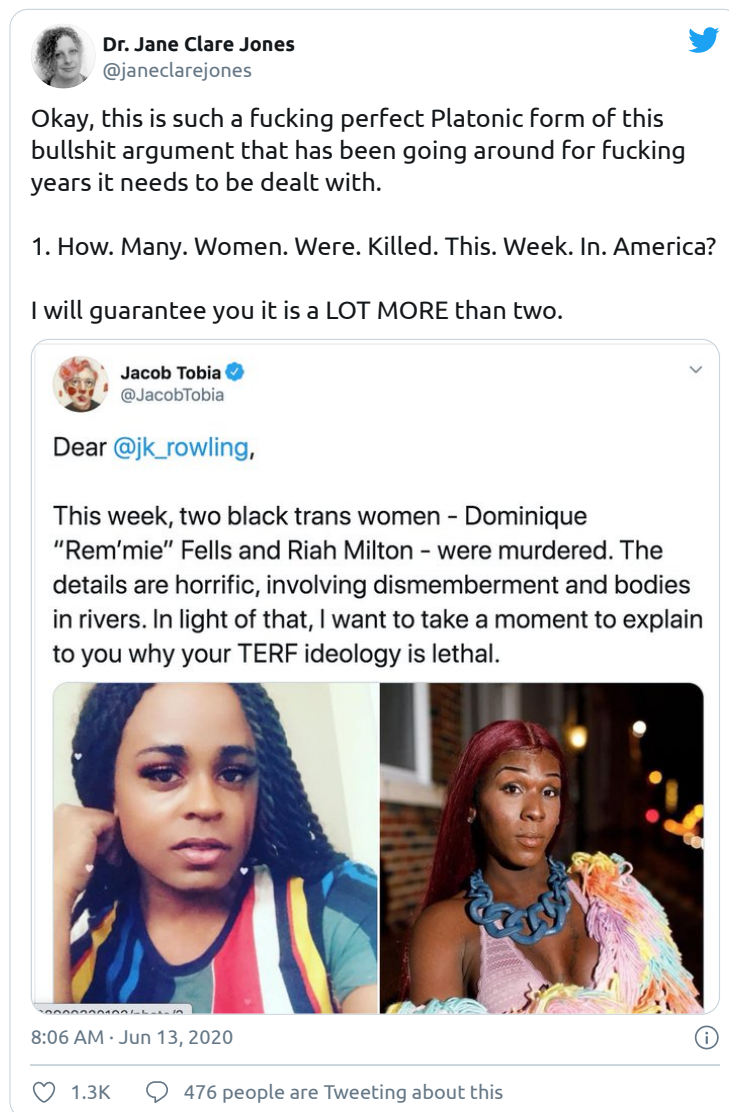 Dr. Jane Clare Jones
@janeclarejones
Okay, this is such a fucking perfect Platonic form of this
bullshit argument that has been going around for fucking
years it needs to be dealt with.
1. How. Many. Women. Were. Killed. This. Week. In. America?
I will guarantee you it is a LOT MORE than two.
Jacob Tobia
@JacobTobia
Dear @jk_rowling,
This week, two black trans women - Dominique
“Rem’mie” Fells and Riah Milton - were murdered. The
details are horrific, involving dismemberment and bodies
in rivers. In light of that, I want to take a moment to explain
to you why your TERF ideology is lethal.
8:06 AM · Jun 13, 2020
1.3K
476 people are Tweeting about this